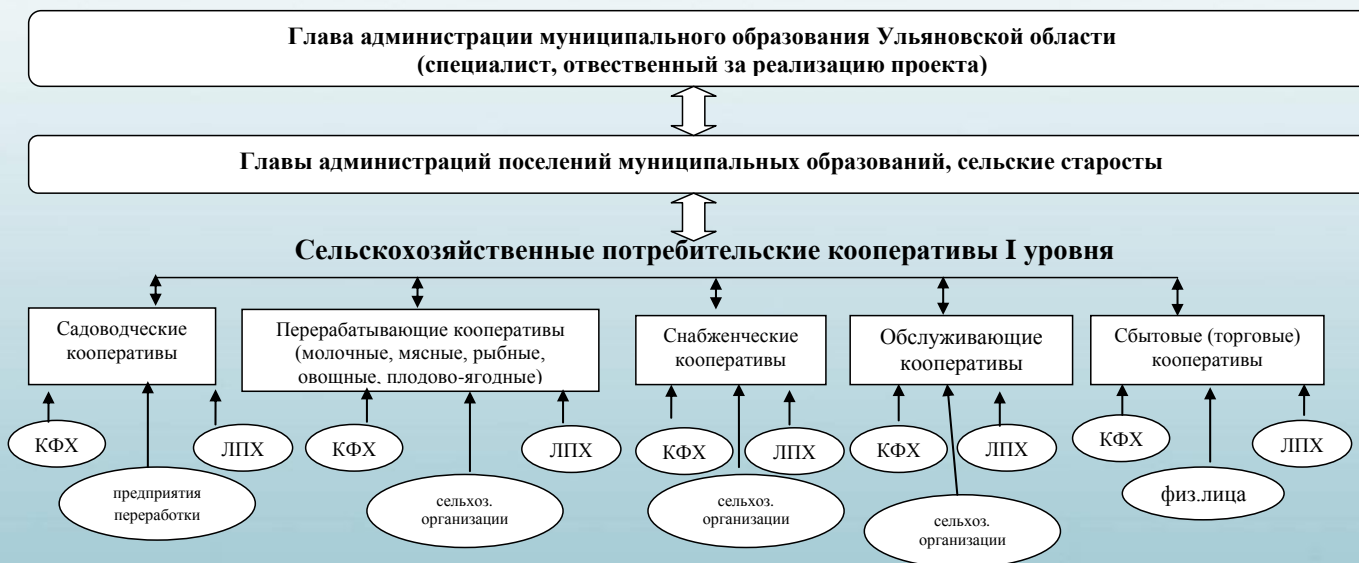 Глава администрации муниципального образования Ульяновской области
(специалист, отвественный за реализацию проекта)
Главы администраций поселений муниципальных образований, сельские старосты
Сельскохозяйственные потребительские кооперативы I уровня
Садоводческие
кооперативы
Перерабатывающие кооперативы
(молочные, мясные, рыбные,
овощные, плодово-ягодные)
Снабженческие
кооперативы
Обслуживающие
кооперативы
Сбытовые (торговые)
кооперативы
КФХ
ЛПХ
КФХ
ЛПХ
КФХ
ЛПХ
КФХ
ЛПХ
КФХ
ЛПХ
предприятия
переработки
сельхоз.
организации
сельхоз.
организации
сельхоз.
организации
физ.лица